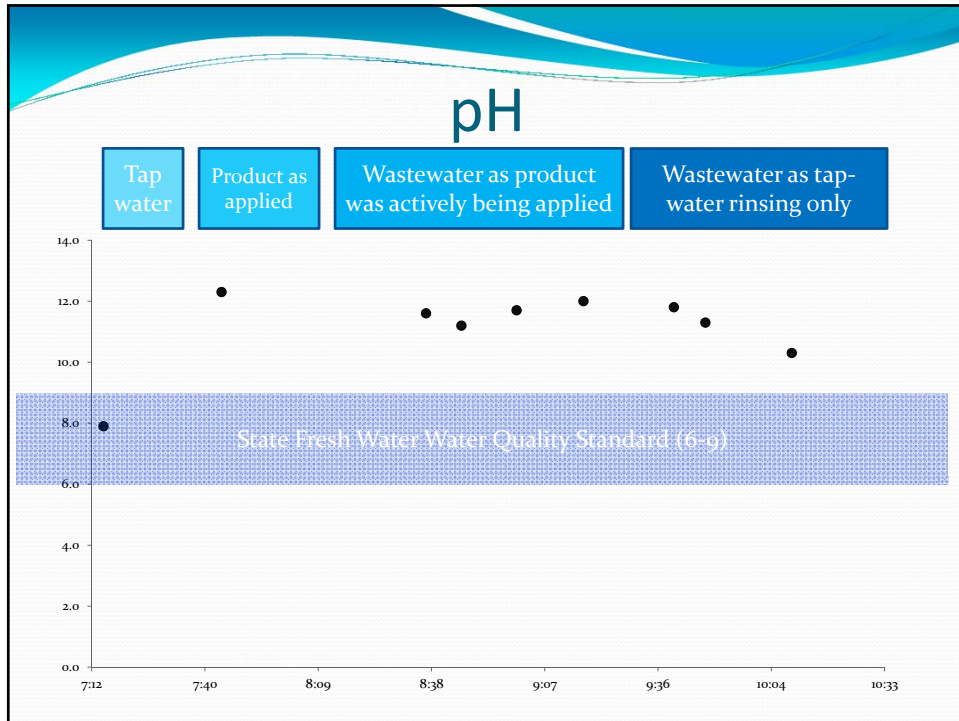 pH
Tap
water
Product as
applied
Wastewater as product
was actively being applied
Wastewater as tap-
water rinsing only
14.0
12.0
10.0
8.0
State Fresh Water Water Quality Standard (6-9)
6.0
4.0
2.0
0.0
7:12 7:40 8:09 8:38 9:07 9:36 10:04 10:33